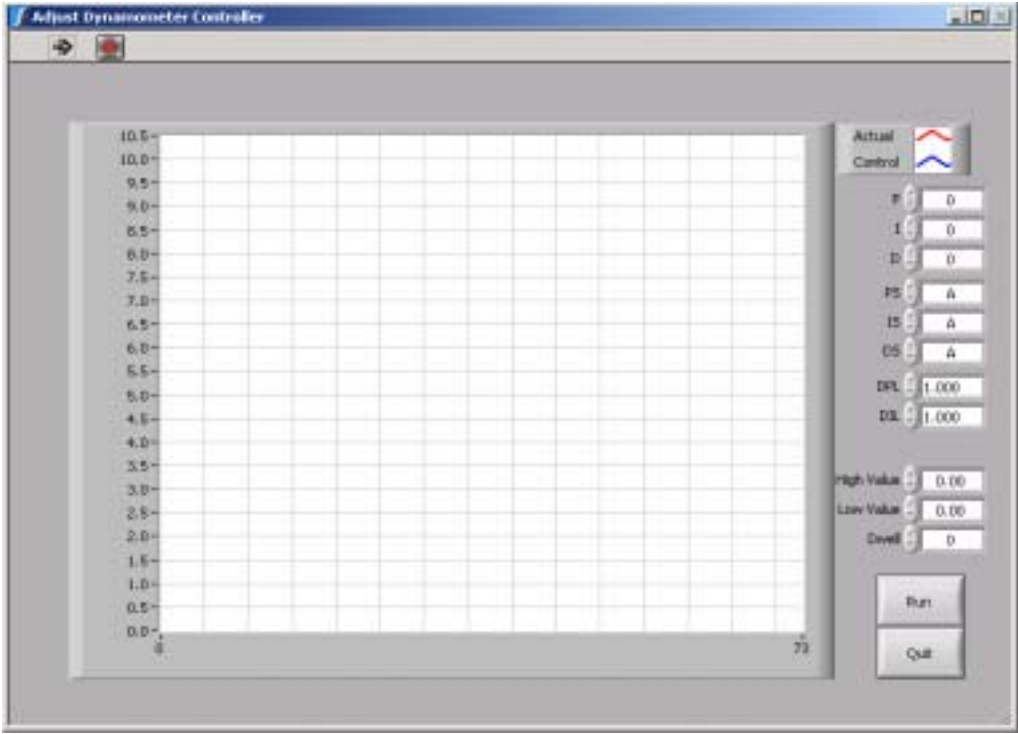 Adjust Dynamometer Controller
10.5
10.0
9.5
9.0
8.5
8.0
7.5
7.0
6.5
6.0
5.5
5.0
4.5
4.0
3.5
3.0
2.5
2.0
1.5
1.0
0.5
0.0
73
Actual
Control
P 0
I 0
D 0
PS A
IS A
DS A
DPL 1.000
DIL 1.000
High Value 0.00
Low Value 0.00
Dwell 0
Run
Quit